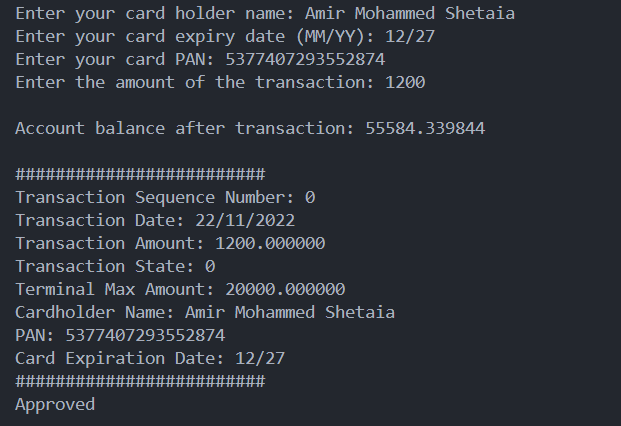 Enter your card holder name: Amir Mohammed Shetaia
Enter your card expiry date (MM/YY): 12/27
Enter your card PAN: 5377407293552874
Enter the amount of the transaction: 1200
Account balance after transaction: 55584.339844
#########################
Transaction Sequence Number: 0
Transaction Date: 22/11/2022
Transaction Amount: 1200.000000
Transaction State: 0
Terminal Max Amount: 20000.000000
Cardholder Name: Amir Mohammed Shetaia
PAN: 5377407293552874
Card Expiration Date: 12/27
#########################
Approved